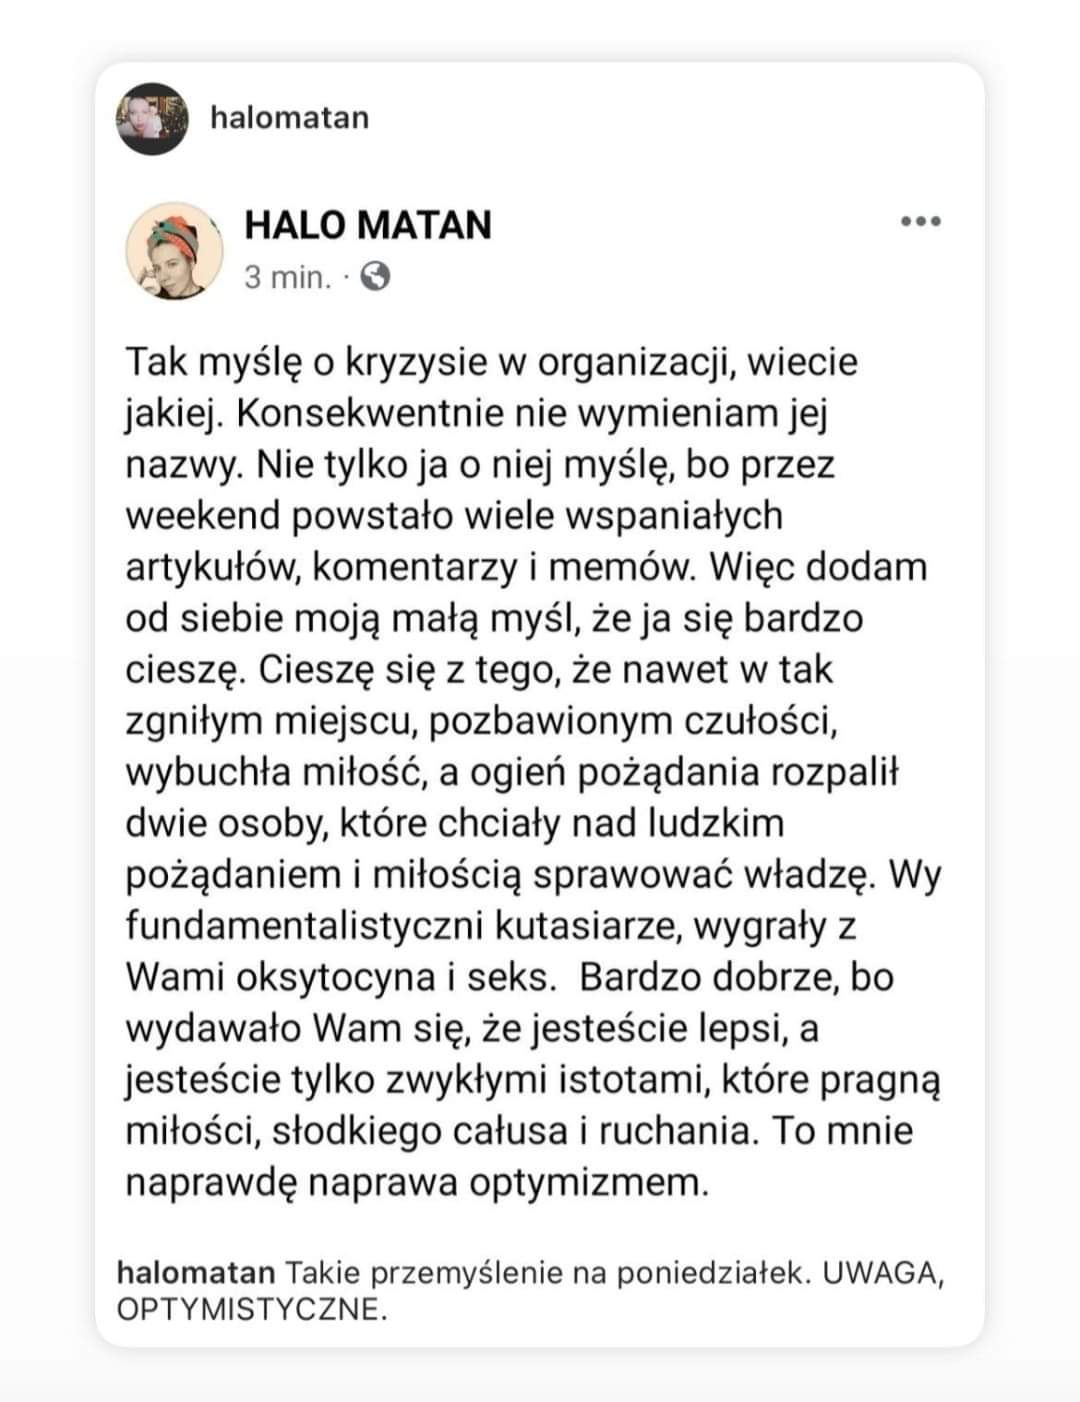 halomatan
HALO MATAN
3 min. ·
Tak myślę o kryzysie w organizacji, wiecie
jakiej. Konsekwentnie nie wymieniam jej
nazwy. Nie tylko ja o niej myślę, bo przez
weekend powstało wiele wspaniałych
artykułów, komentarzy i memów. Więc dodam
od siebie moją małą myśl, że ja się bardzo
cieszę. Cieszę się z tego, że nawet w tak
zgniłym miejscu, pozbawionym czułości,
wybuchła miłość, a ogień pożądania rozpalił
dwie osoby, które chciały nad ludzkim
pożądaniem i miłością sprawować władzę. Wy
fundamentalistyczni kutasiarze, wygrały z
Wami oksytocyna i seks.  Bardzo dobrze, bo
wydawało Wam się, że jesteście lepsi, a
jesteście tylko zwykłymi istotami, które pragną
miłości, słodkiego całusa i ruchania. To mnie
naprawdę naprawa optymizmem.
halomatan Takie przemyślenie na poniedziałek. UWAGA,
OPTYMISTYCZNE.